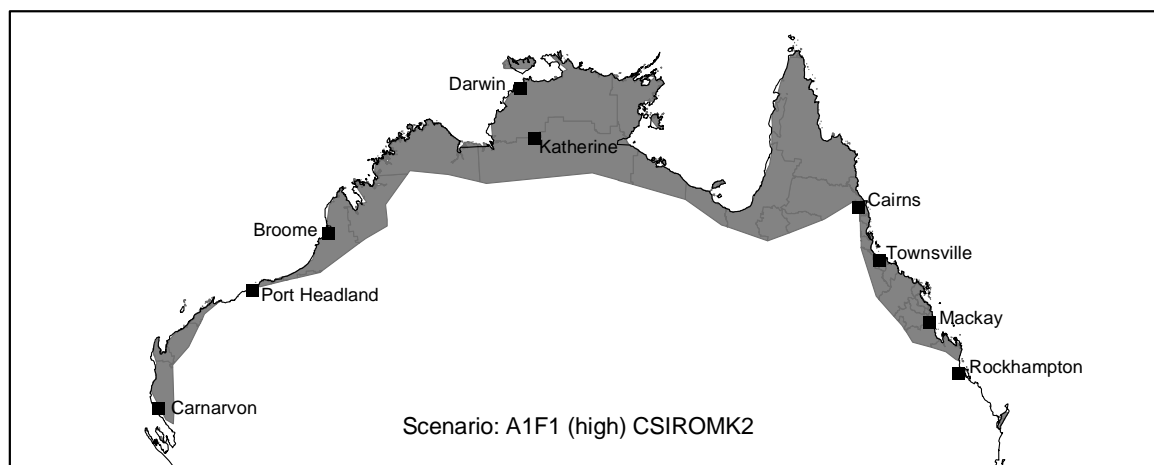 Darwin
Katherine
Cairns
Broome
Townsville
Port Headland
Mackay
Rockhampton
Carnarvon
Scenario: A1F1 (high) CSIROMK2